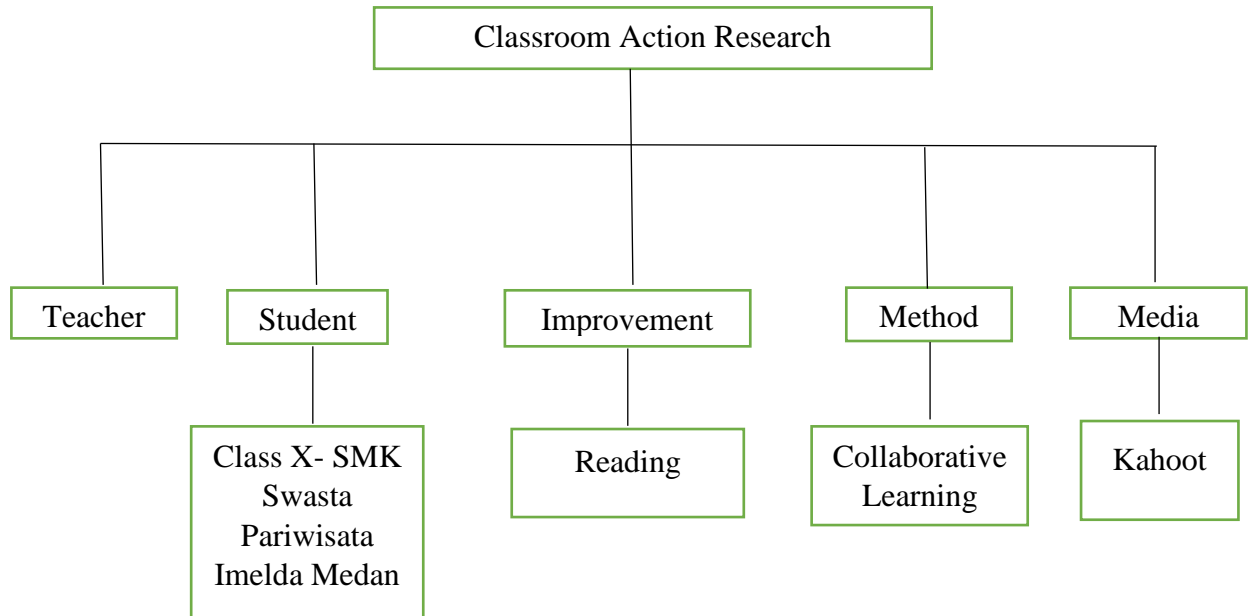 Classroom Action Research
Teacher
Student
Improvement
Method
Media
Class X- SMK
Swasta
Pariwisata
Imelda Medan
Reading
Collaborative
Learning
Kahoot